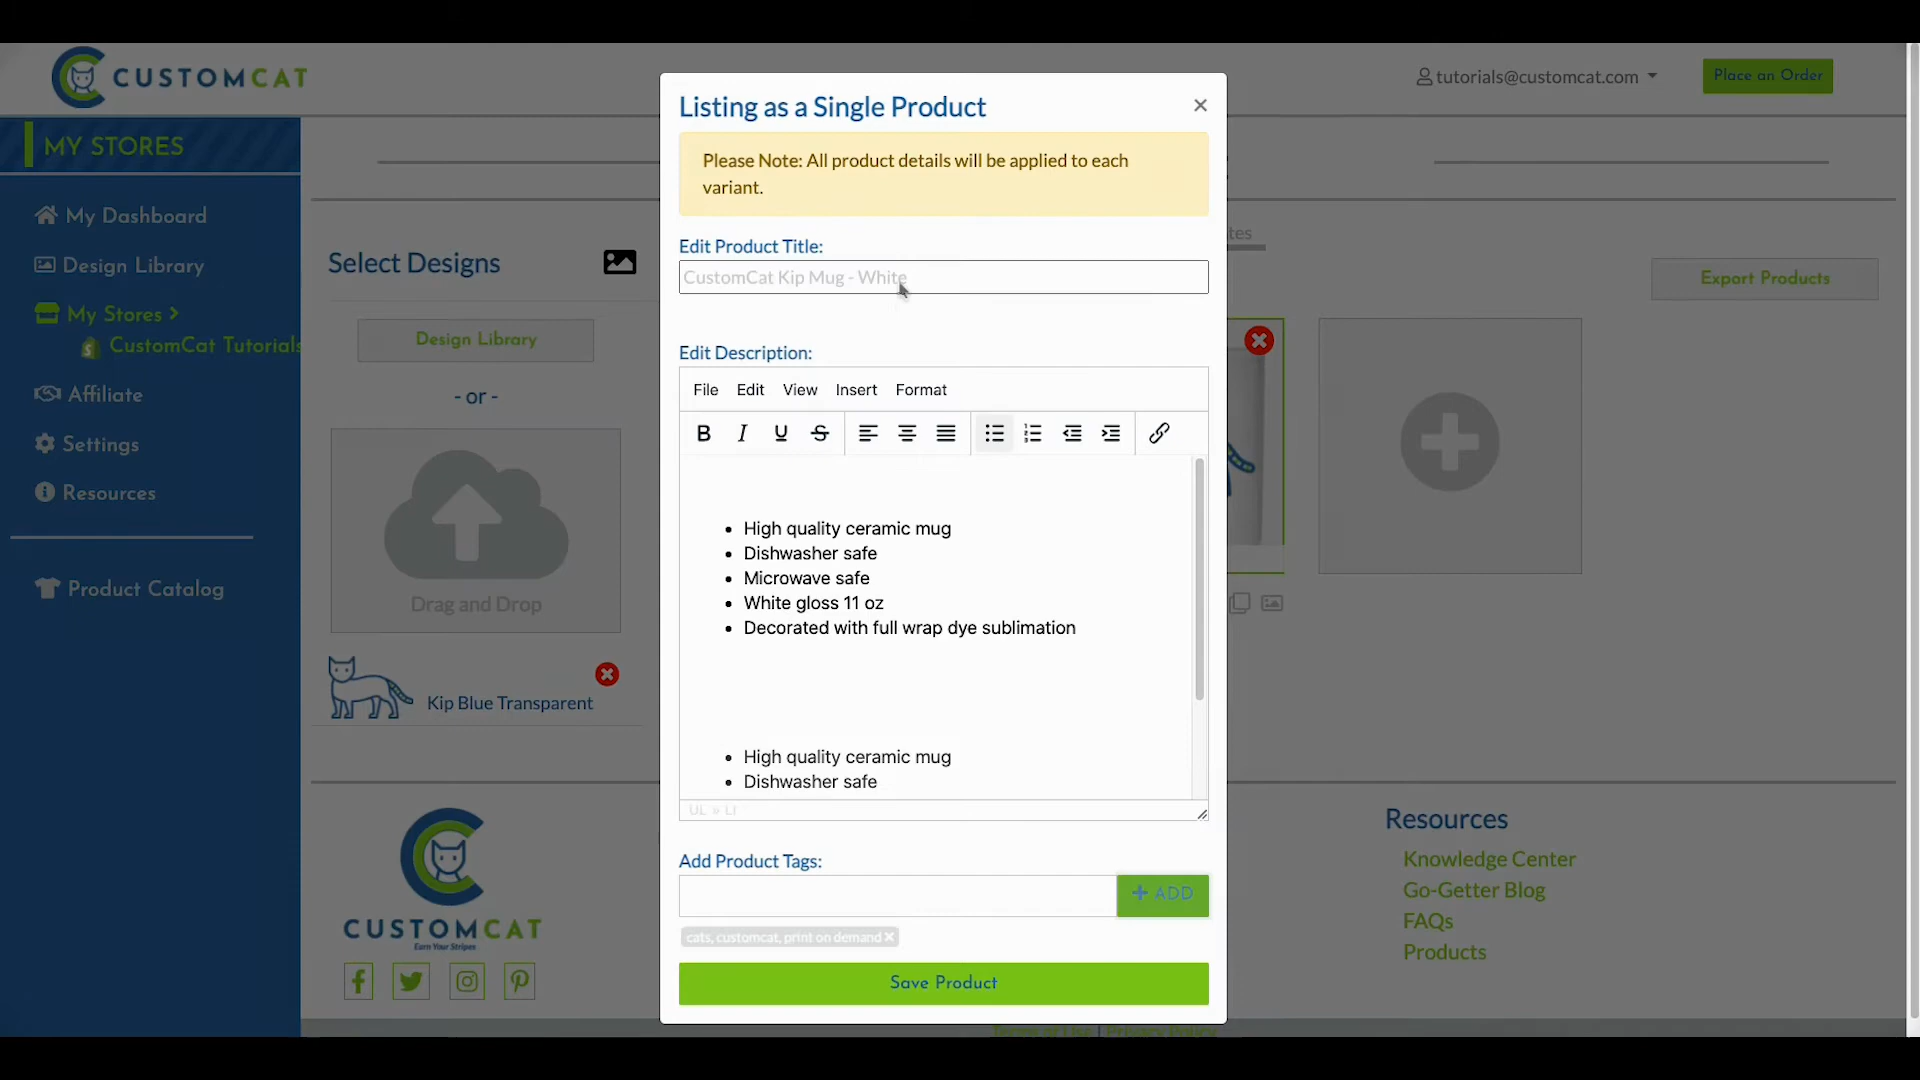 CUSTOMCAT
tutorials@customcat.com
Place an Order
MY STORES
My Dashboard
Design Library
My Stores
CustomCat Tutorials
Affiliate
Settings
Resources
Product Catalog
Select Designs
Design Library
- or -
Drag and Drop
Kip Blue Transparent
Listing as a Single Product
×
Please Note: All product details will be applied to each
variant.
Edit Product Title:
CustomCat Kip Mug - White
Edit Description:
File Edit View Insert Format
B I U S
• High quality ceramic mug
• Dishwasher safe
• Microwave safe
• White gloss 11 oz
• Decorated with full wrap dye sublimation
• High quality ceramic mug
• Dishwasher safe
UL » LI
Add Product Tags:
+ ADD
cats, customcat, print on demand ×
Save Product
Export Products
CUSTOMCAT
Earn Your Stripes
Resources
Knowledge Center
Go-Getter Blog
FAQs
Products
Terms of Use | Privacy Policy